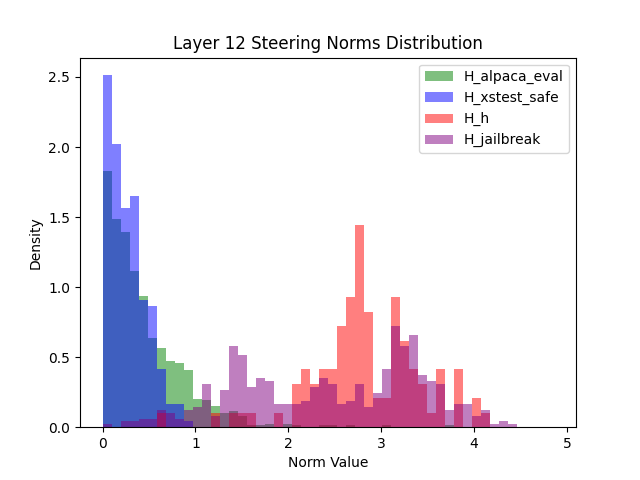 Layer 12 Steering Norms Distribution
H_alpaca_eval
H_xstest_safe
H_h
H_jailbreak
Density
2.5
2.0
1.5
1.0
0.5
0.0
0 1 2 3 4 5
Norm Value